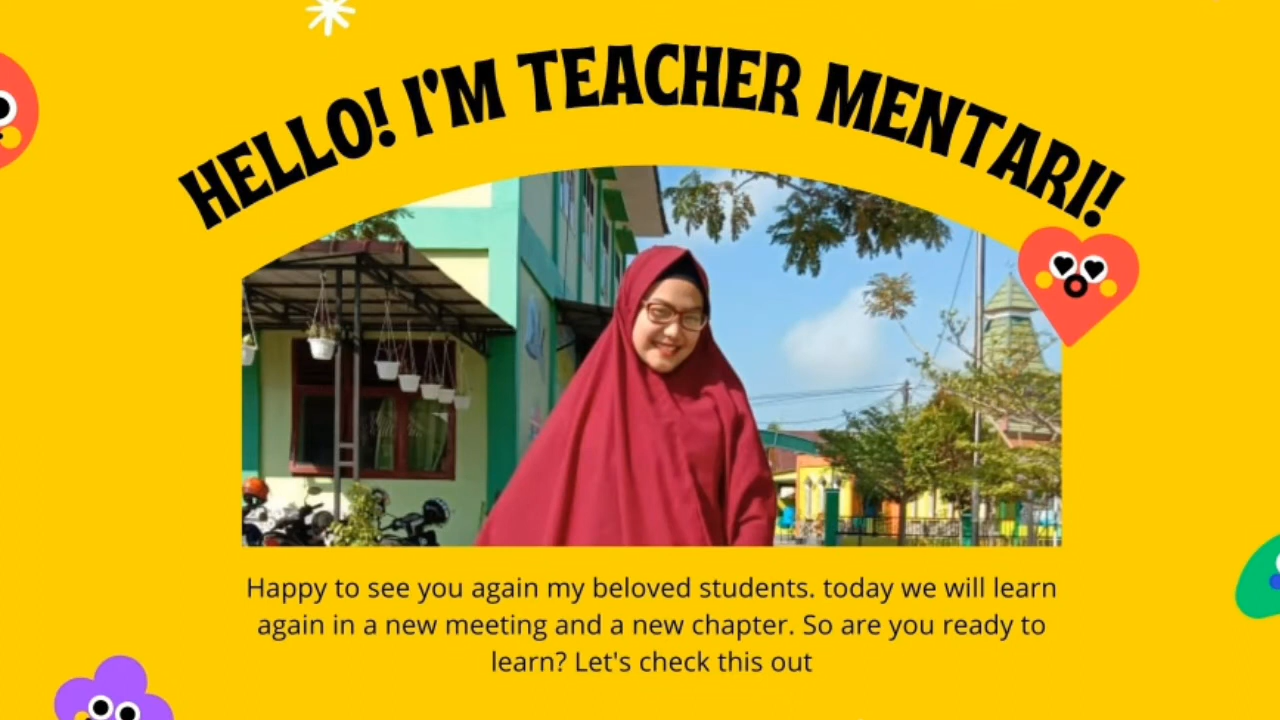 HELLO! I'M TEACHER MENTARI!!
Happy to see you again my beloved students. today we will learn
again in a new meeting and a new chapter. So are you ready to
learn? Let's check this out